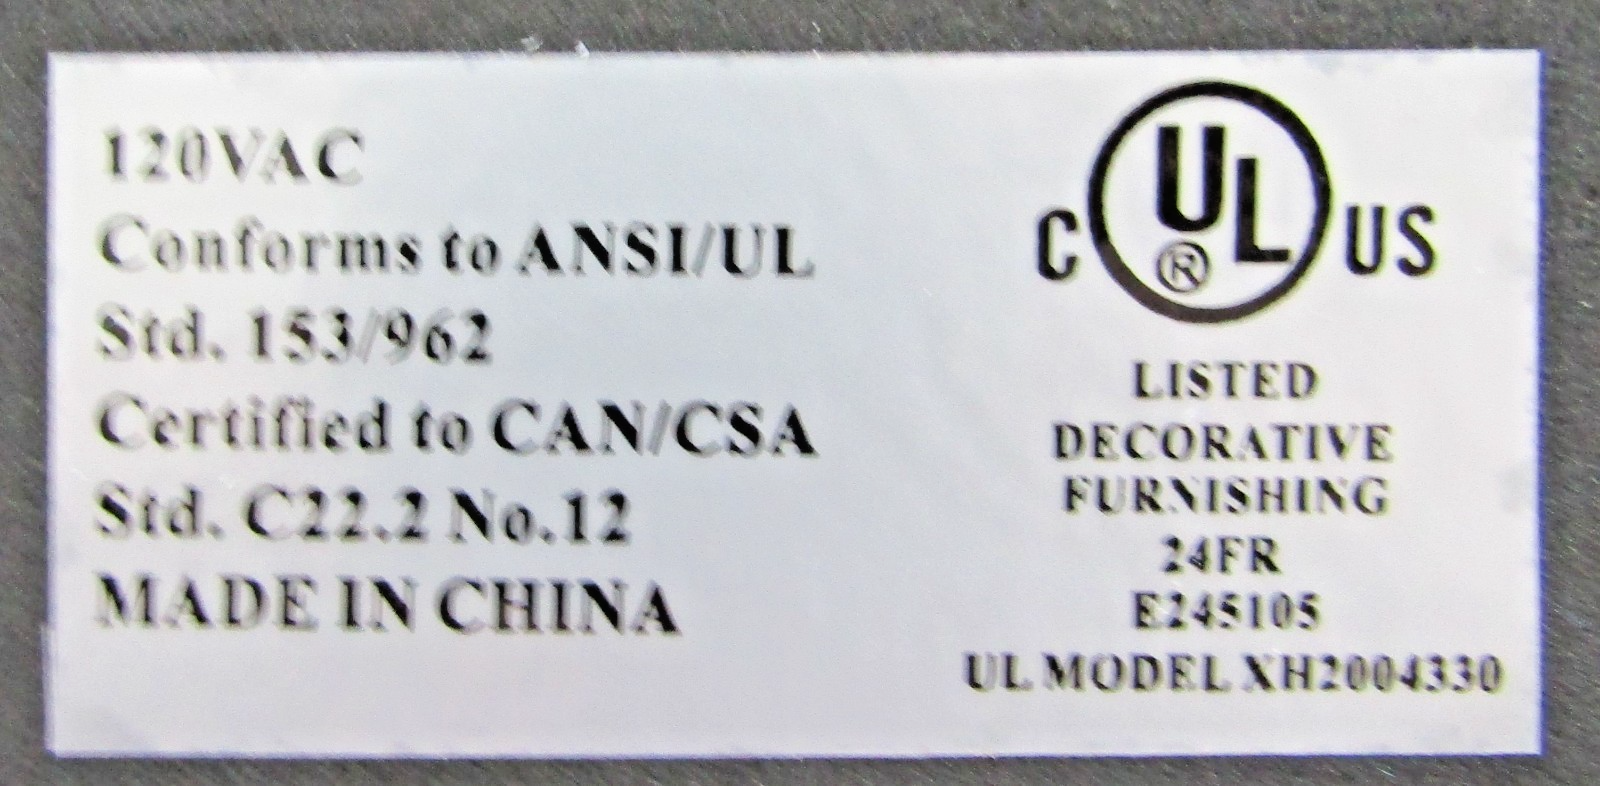 120VAC
Conforms to ANSI/UL
Std. 153/962
Certified to CAN/CSA
Std. C22.2 No.12
MADE IN CHINA
C UL® US
LISTED
DECORATIVE
FURNISHING
24FR
E245105
UL MODEL XH2004330